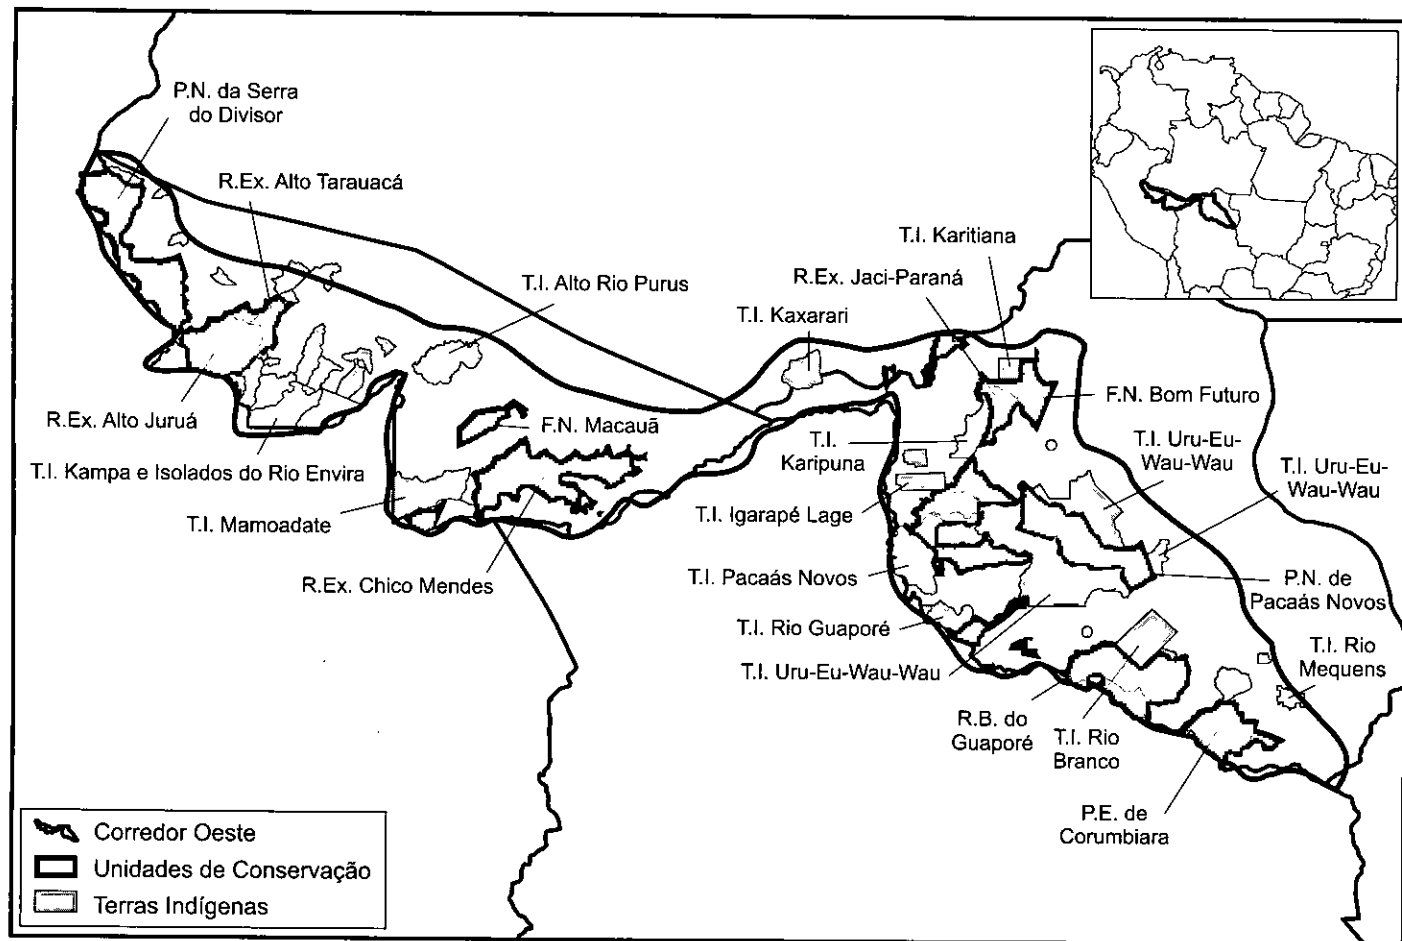 P.N. da Serra
do Divisor
R.Ex. Alto Tarauacá
T.I. Alto Rio Purus
T.I. Karitiana
R.Ex. Jaci-Paraná
T.I. Kaxarari
R.Ex. Alto Juruá
F.N. Macauã
T.I.
Karipuna
F.N. Bom Futuro
T.I. Uru-Eu-
Wau-Wau
T.I. Uru-Eu-
Wau-Wau
T.I. Kampa e Isolados do Rio Envira
T.I. Mamoadate
T.I. Igarapé Lage
R.Ex. Chico Mendes
T.I. Pacaás Novos
P.N. de
Pacaás Novos
T.I. Rio Guaporé
T.I. Uru-Eu-Wau-Wau
T.I. Rio
Mequens
R.B. do
Guaporé
T.I. Rio
Branco
P.E. de
Corumbiara
Corredor Oeste
Unidades de Conservação
Terras Indígenas